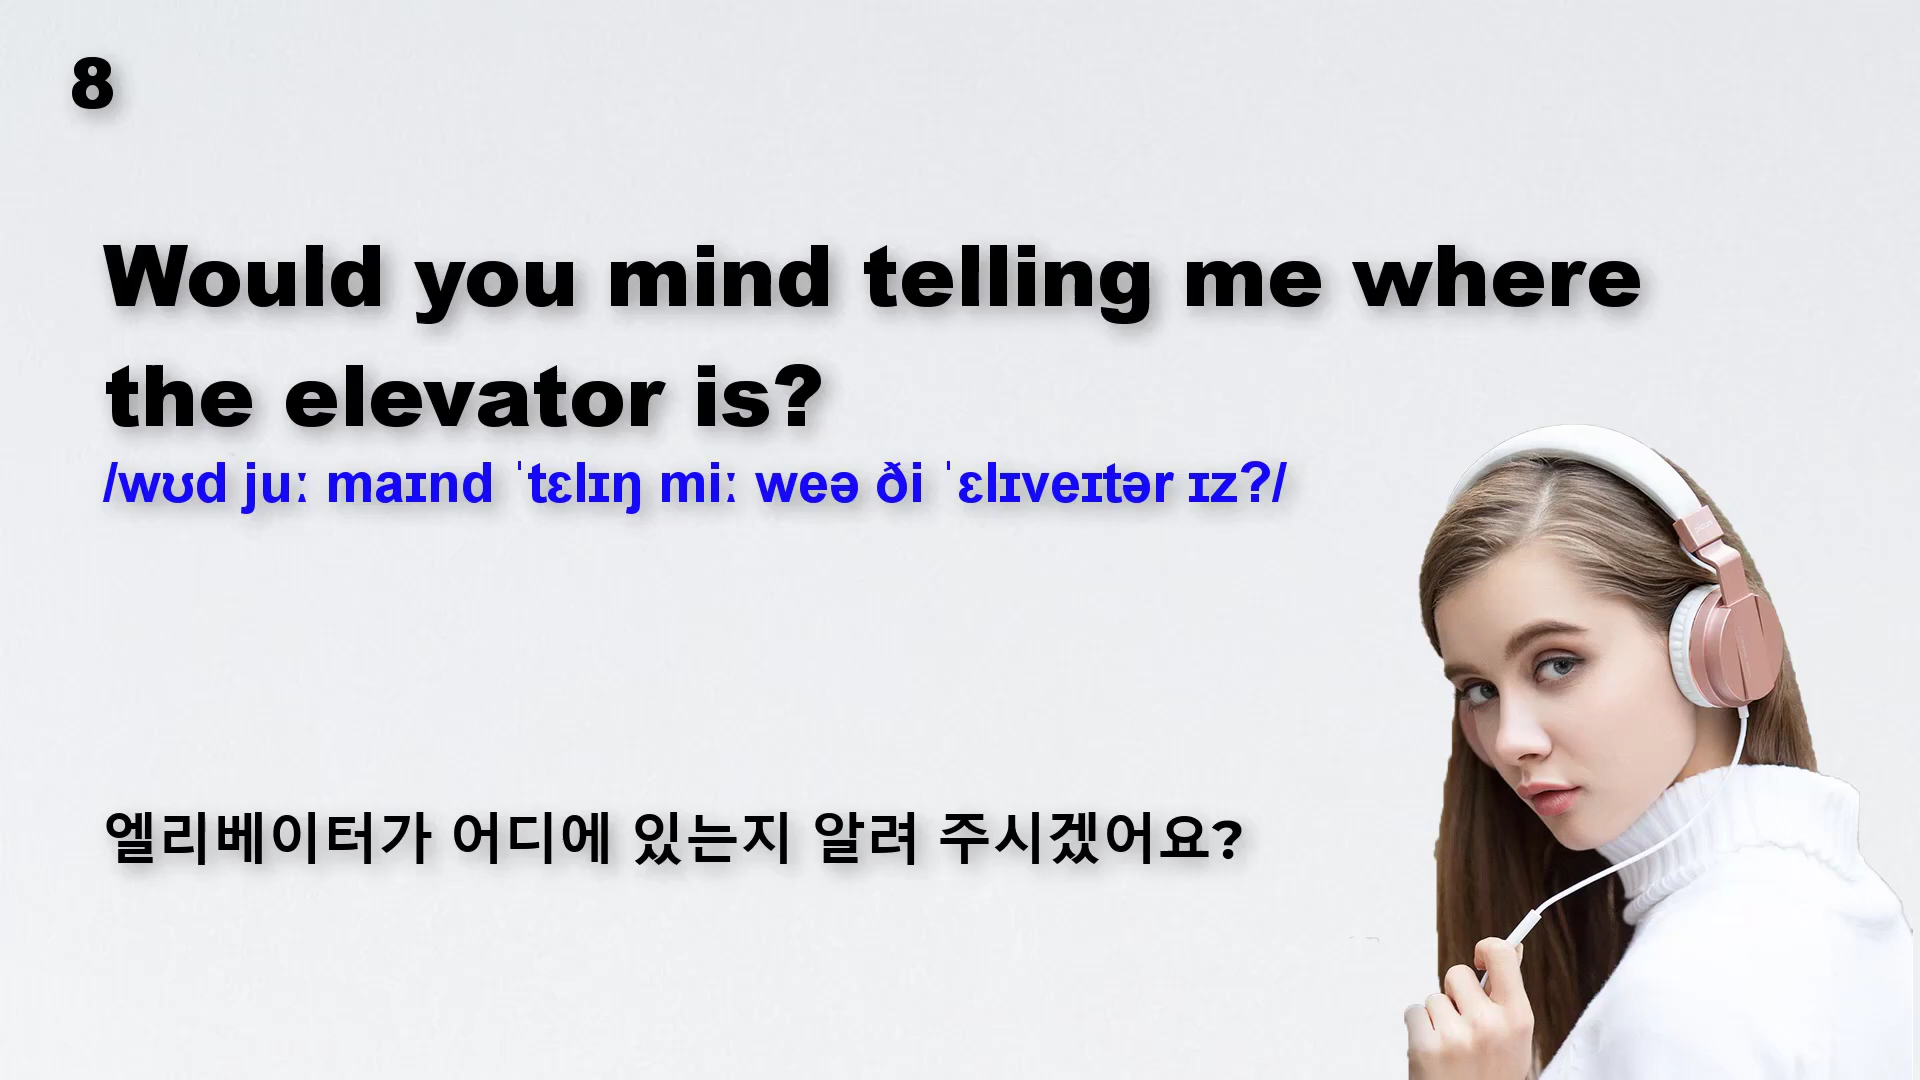 8
Would you mind telling me where
the elevator is?
/wʊd juː maɪnd ˈtɛlɪŋ miː weə ði ˈɛlɪveɪtər ɪz?/
엘리베이터가 어디에 있는지 알려 주시겠어요?